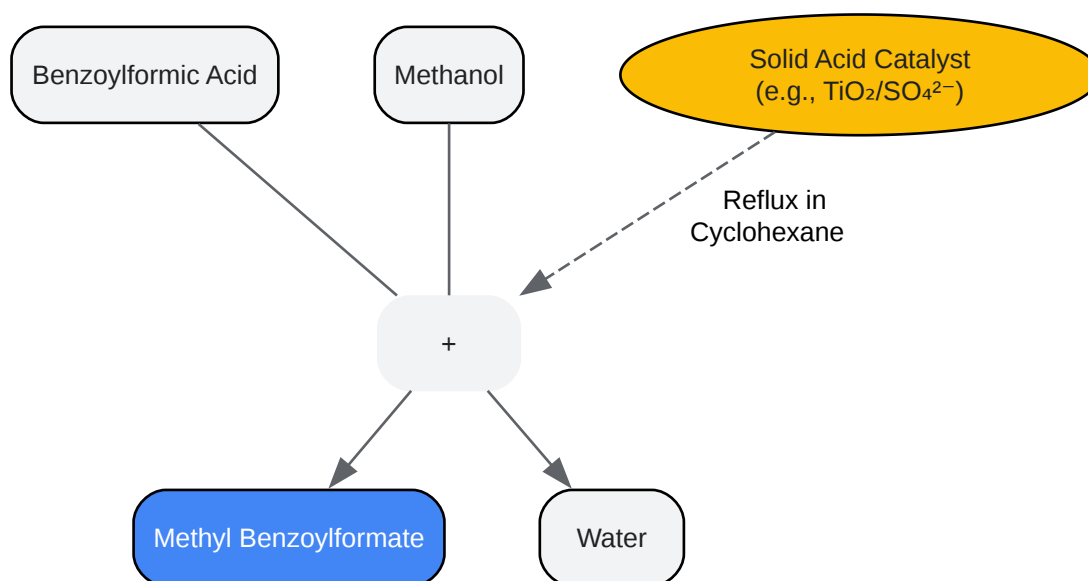 Benzoylformic Acid
Methanol
Solid Acid Catalyst
(e.g., TiO₂/SO₄²⁻)
Reflux in
Cyclohexane
+
Methyl Benzoylformate
Water